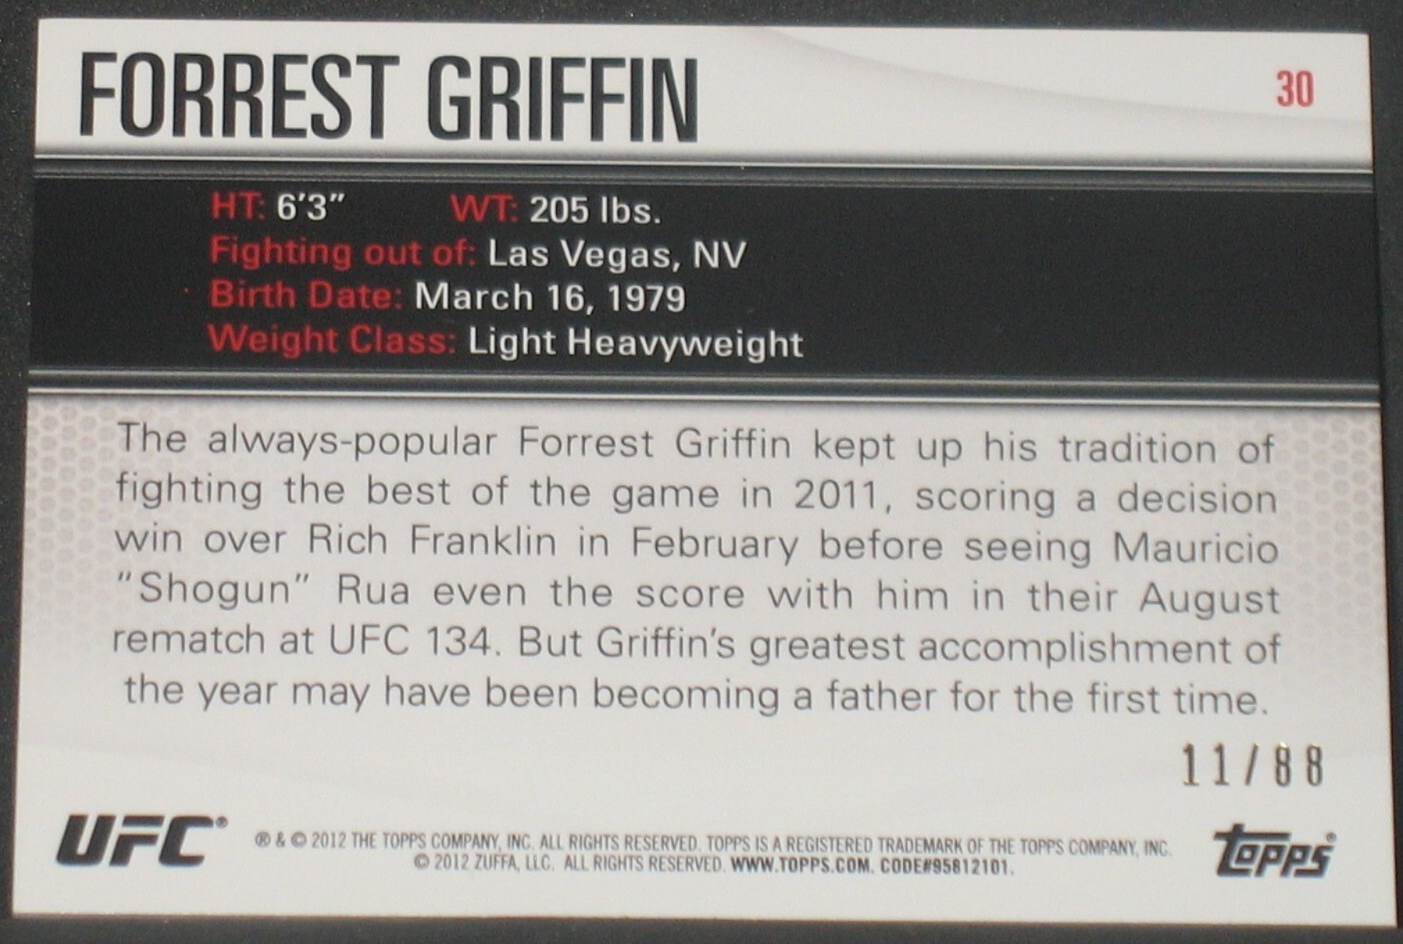 FORREST GRIFFIN
30
HT: 6'3" WT: 205 lbs.
Fighting out of: Las Vegas, NV
Birth Date: March 16, 1979
Weight Class: Light Heavyweight
The always-popular Forrest Griffin kept up his tradition of
fighting the best of the game in 2011, scoring a decision
win over Rich Franklin in February before seeing Mauricio
"Shogun" Rua even the score with him in their August
rematch at UFC 134. But Griffin's greatest accomplishment of
the year may have been becoming a father for the first time.
11/88
UFC®
® & © 2012 THE TOPPS COMPANY, INC. ALL RIGHTS RESERVED. TOPPS IS A REGISTERED TRADEMARK OF THE TOPPS COMPANY, INC.
© 2012 ZUFFA, LLC. ALL RIGHTS RESERVED. WWW.TOPPS.COM. CODE#95812101.
Topps®